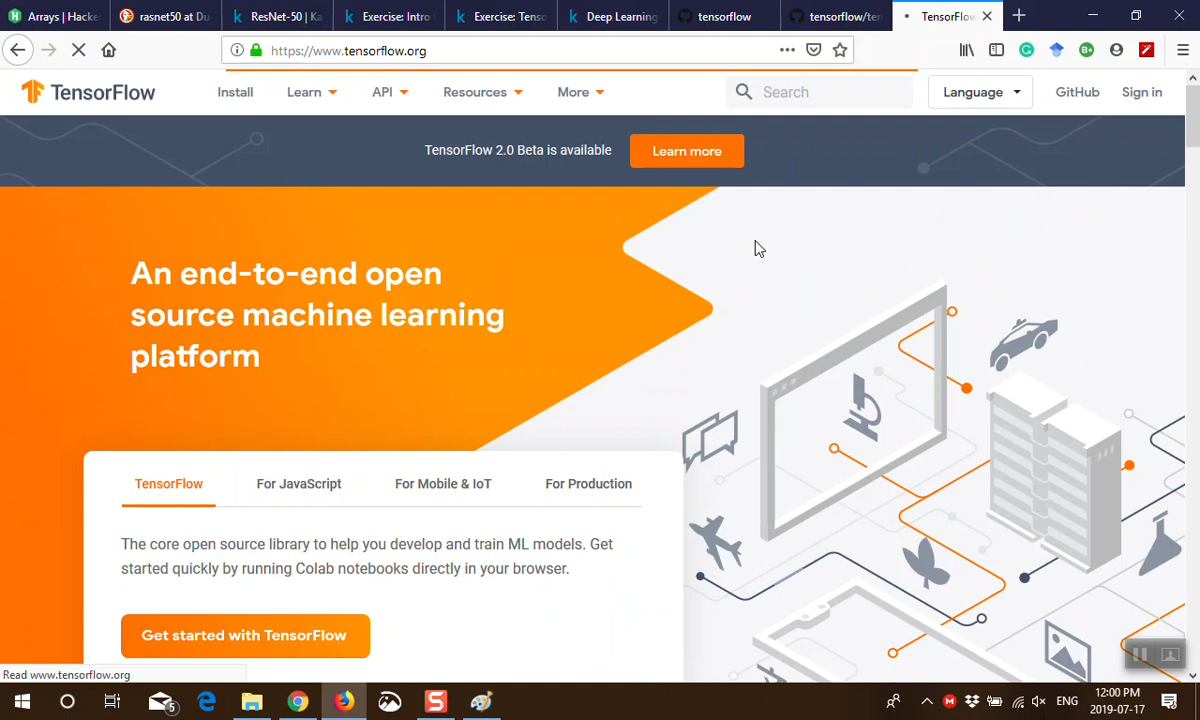 Arrays | Hacke
rasnet50 at Du
ResNet-50 | Ka
Exercise: Intro
Exercise: Tenso
Deep Learning
tensorflow
tensorflow/ten
TensorFlow
https://www.tensorflow.org
TensorFlow
Install
Learn
API
Resources
More
Search
Language
GitHub
Sign in
TensorFlow 2.0 Beta is available
Learn more
An end-to-end open
source machine learning
platform
TensorFlow
For JavaScript
For Mobile & IoT
For Production
The core open source library to help you develop and train ML models. Get
started quickly by running Colab notebooks directly in your browser.
Get started with TensorFlow
Read www.tensorflow.org
5
ENG
12:00 PM
2019-07-17